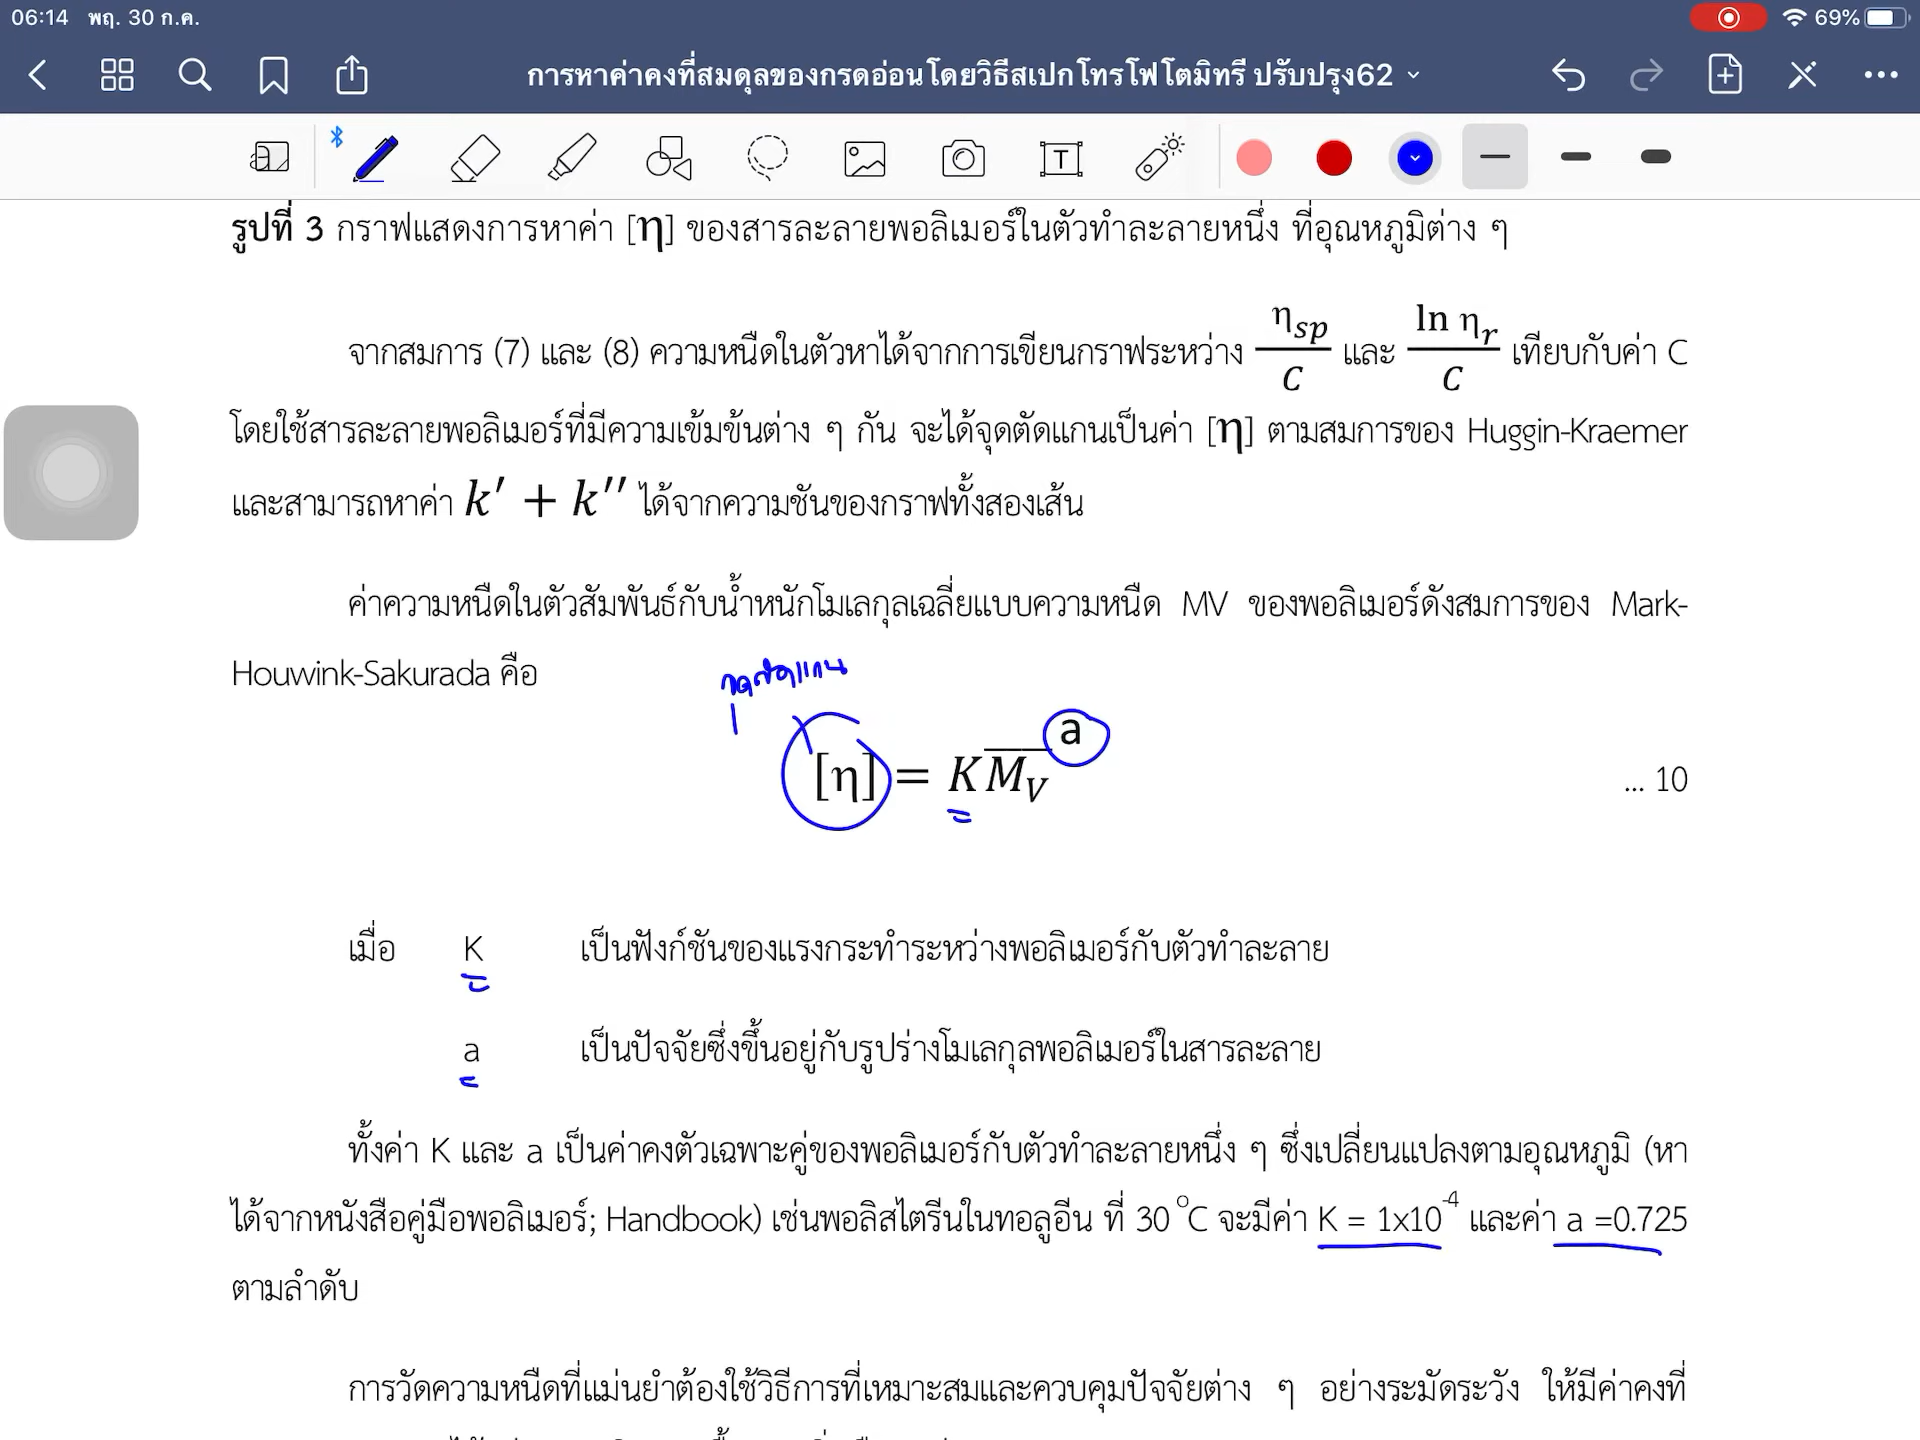 06:14 พฤ. 30 ก.ค.
69%
การหาค่าคงที่สมดุลของกรดอ่อนโดยวิธีสเปกโทรโฟโตมิทรี ปรับปรุง62
รูปที่ 3 กราฟแสดงการหาค่า [η] ของสารละลายพอลิเมอร์ในตัวทำละลายหนึ่ง ที่อุณหภูมิต่าง ๆ
จากสมการ (7) และ (8) ความหนืดในตัวหาได้จากการเขียนกราฟระหว่าง η_sp/C และ ln η_r/C เทียบกับค่า C
โดยใช้สารละลายพอลิเมอร์ที่มีความเข้มข้นต่าง ๆ กัน จะได้จุดตัดแกนเป็นค่า [η] ตามสมการของ Huggin-Kraemer
และสามารถหาค่า k′ + k″ ได้จากความชันของกราฟทั้งสองเส้น
ค่าความหนืดในตัวสัมพันธ์กับน้ำหนักโมเลกุลเฉลี่ยแบบความหนืด MV ของพอลิเมอร์ดังสมการของ Mark-
Houwink-Sakurada คือ
จุดตัดแกน
[η] = K M̅_V^a ... 10
เมื่อ K เป็นฟังก์ชันของแรงกระทำระหว่างพอลิเมอร์กับตัวทำละลาย
a เป็นปัจจัยซึ่งขึ้นอยู่กับรูปร่างโมเลกุลพอลิเมอร์ในสารละลาย
ทั้งค่า K และ a เป็นค่าคงตัวเฉพาะคู่ของพอลิเมอร์กับตัวทำละลายหนึ่ง ๆ ซึ่งเปลี่ยนแปลงตามอุณหภูมิ (หา
ได้จากหนังสือคู่มือพอลิเมอร์; Handbook) เช่นพอลิสไตรีนในทอลูอีน ที่ 30 °C จะมีค่า K = 1x10⁻⁴ และค่า a =0.725
ตามลำดับ
การวัดความหนืดที่แม่นยำต้องใช้วิธีการที่เหมาะสมและควบคุมปัจจัยต่าง ๆ อย่างระมัดระวัง ให้มีค่าคงที่